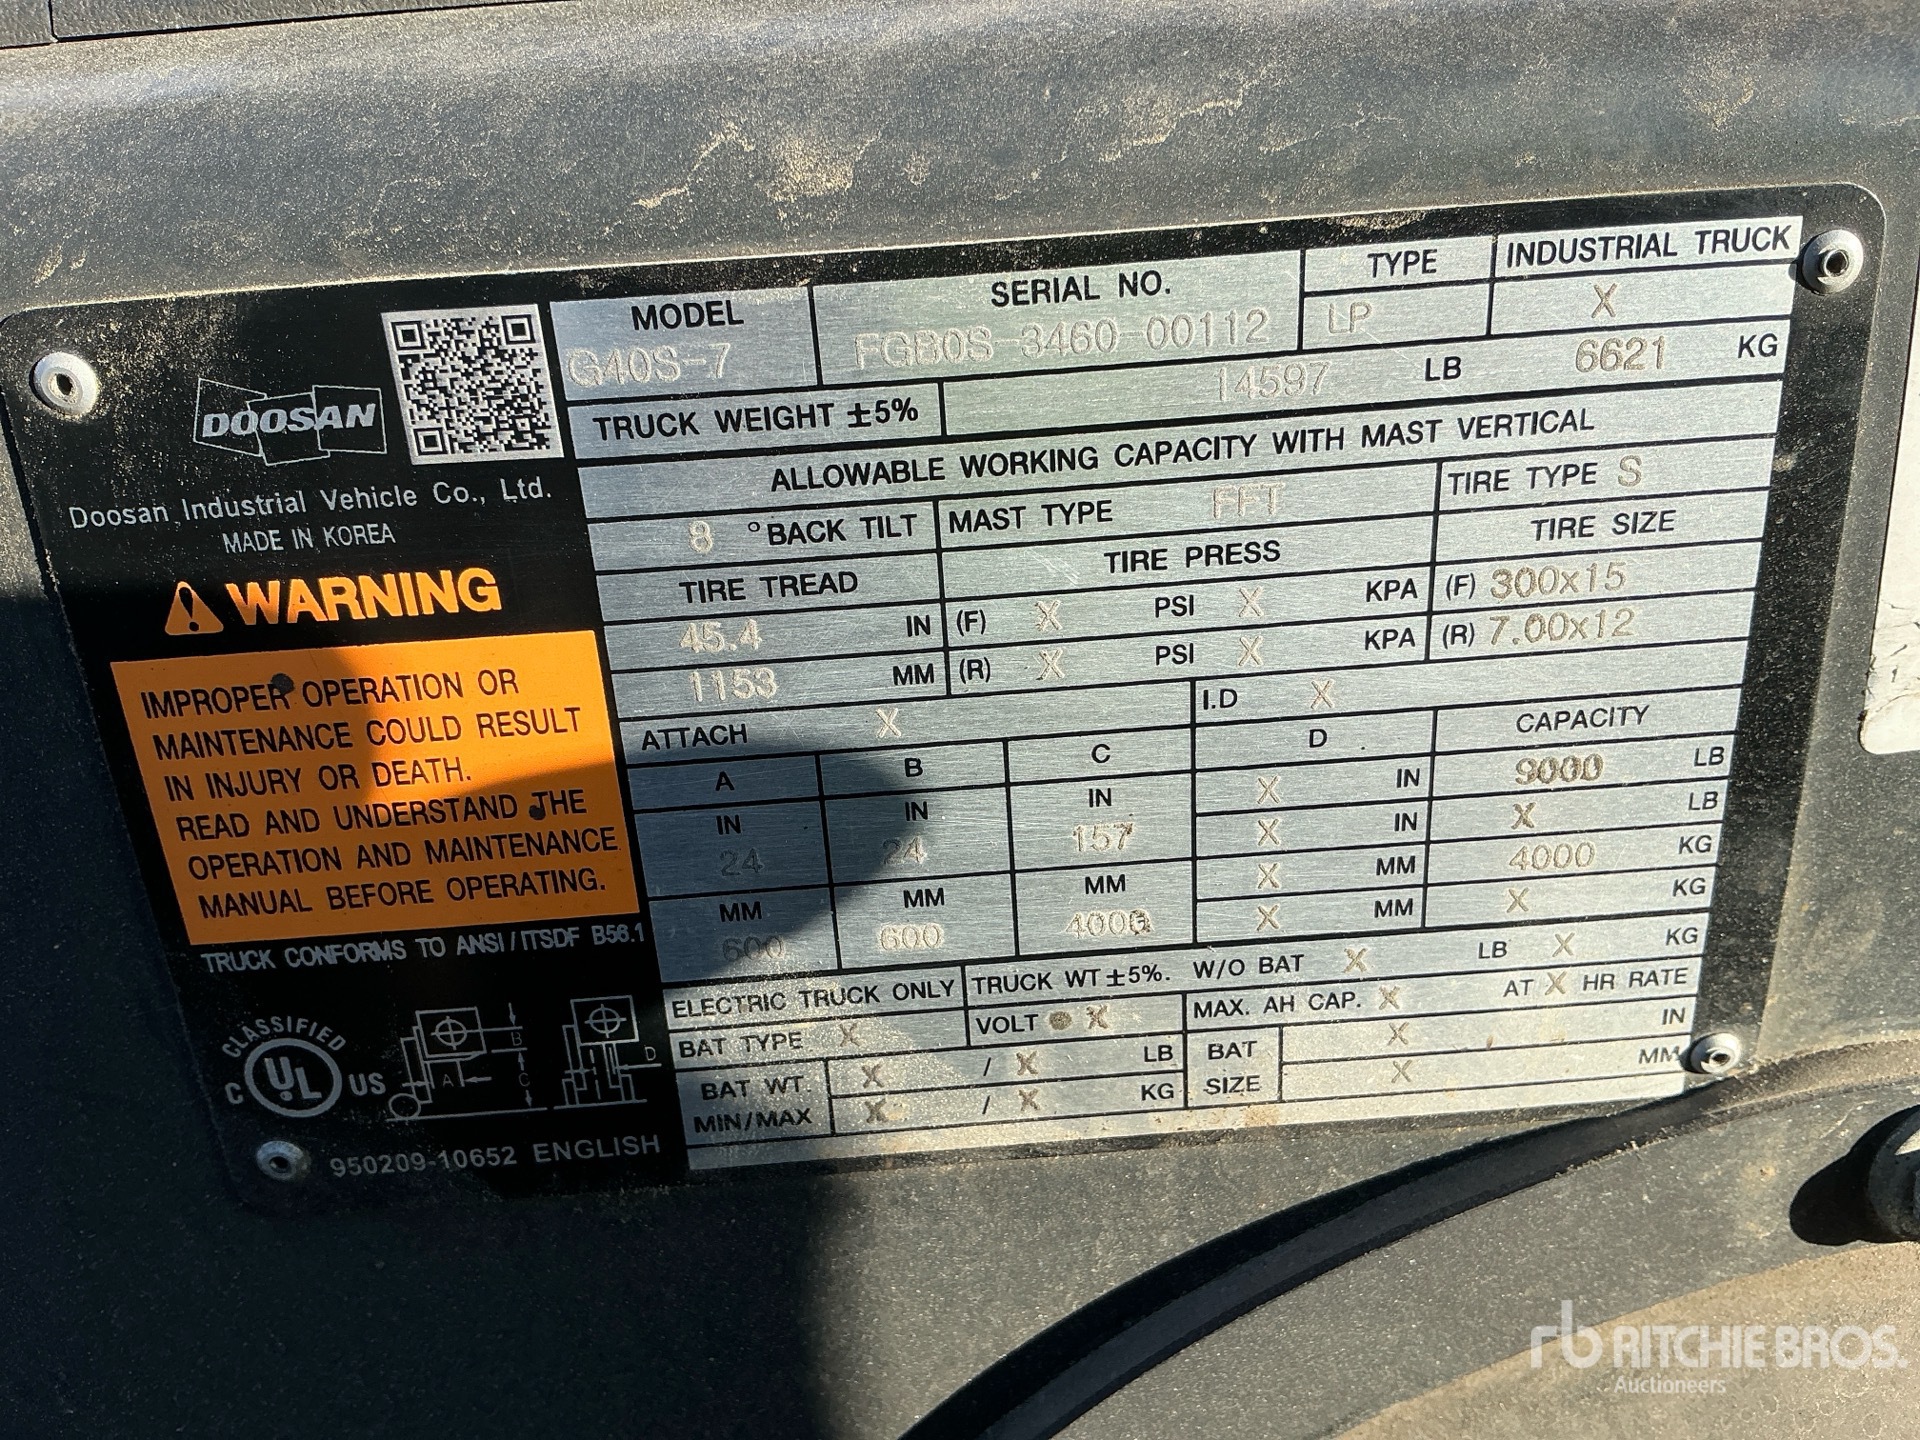 DOOSAN
Doosan Industrial Vehicle Co., Ltd.
MADE IN KOREA
WARNING
IMPROPER OPERATION OR
MAINTENANCE COULD RESULT
IN INJURY OR DEATH.
READ AND UNDERSTAND THE
OPERATION AND MAINTENANCE
MANUAL BEFORE OPERATING.
TRUCK CONFORMS TO ANSI/ITSDF B56.1
CLASSIFIED
C UL US
A B C D
950209-10652 ENGLISH
MODEL SERIAL NO. TYPE INDUSTRIAL TRUCK
G40S-7 FGB0S-3460-00112 LP X
TRUCK WEIGHT ±5% 14597 LB 6621 KG
ALLOWABLE WORKING CAPACITY WITH MAST VERTICAL
8 °BACK TILT MAST TYPE FFT TIRE TYPE S
TIRE TREAD TIRE PRESS TIRE SIZE
45.4 IN (F) X PSI X KPA (F) 300x15
1153 MM (R) X PSI X KPA (R) 7.00x12
ATTACH X I.D X
A B C D CAPACITY
IN IN IN X IN 9000 LB
24 24 157 X IN X LB
MM MM MM X MM 4000 KG
600 600 4000 X MM X KG
ELECTRIC TRUCK ONLY TRUCK WT ±5%. W/O BAT X LB X KG
BAT TYPE X VOLT X MAX. AH CAP. X AT X HR RATE
BAT WT. X / X LB BAT X IN
MIN/MAX X / X KG SIZE X MM
rb RITCHIE BROS.
Auctioneers